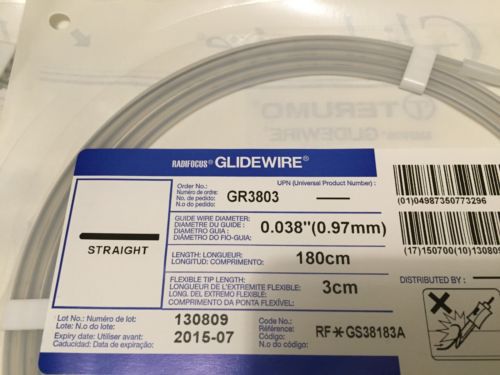 TERUMO
GLIDEWIRE
RADIFOCUS® GLIDEWIRE®
Order No.:
Numéro de ordre:
No. de pedido:
N.o do pedido:
GR3803
UPN (Universal Product Number) :
STRAIGHT
GUIDE WIRE DIAMETER:
DIAMETRE DU GUIDE :
DIAMETRO GUIA :
DIÂMETRO DO FIO-GUIA:
0.038"(0.97mm)
LENGTH: LONGUEUR:
LONGITUD: COMPRIMENTO:
180cm
FLEXIBLE TIP LENGTH:
LONGUEUR DE L'EXTREMITE FLEXIBLE:
LONG. DEL EXTREMO FLEXIBLE:
COMPRIMENTO DA PONTA FLEXÍVEL:
3cm
Lot No.: Numéro de lot:
Lote: N.o do lote:
130809
Expiry date: Utiliser avant:
Caducidad: Data de expiração:
2015-07
Code No.:
Référence:
Código No.:
N.o do código
RF*GS38183A
(01)04987350773296
(17)150700(10)130809
DISTRIBUTED BY :